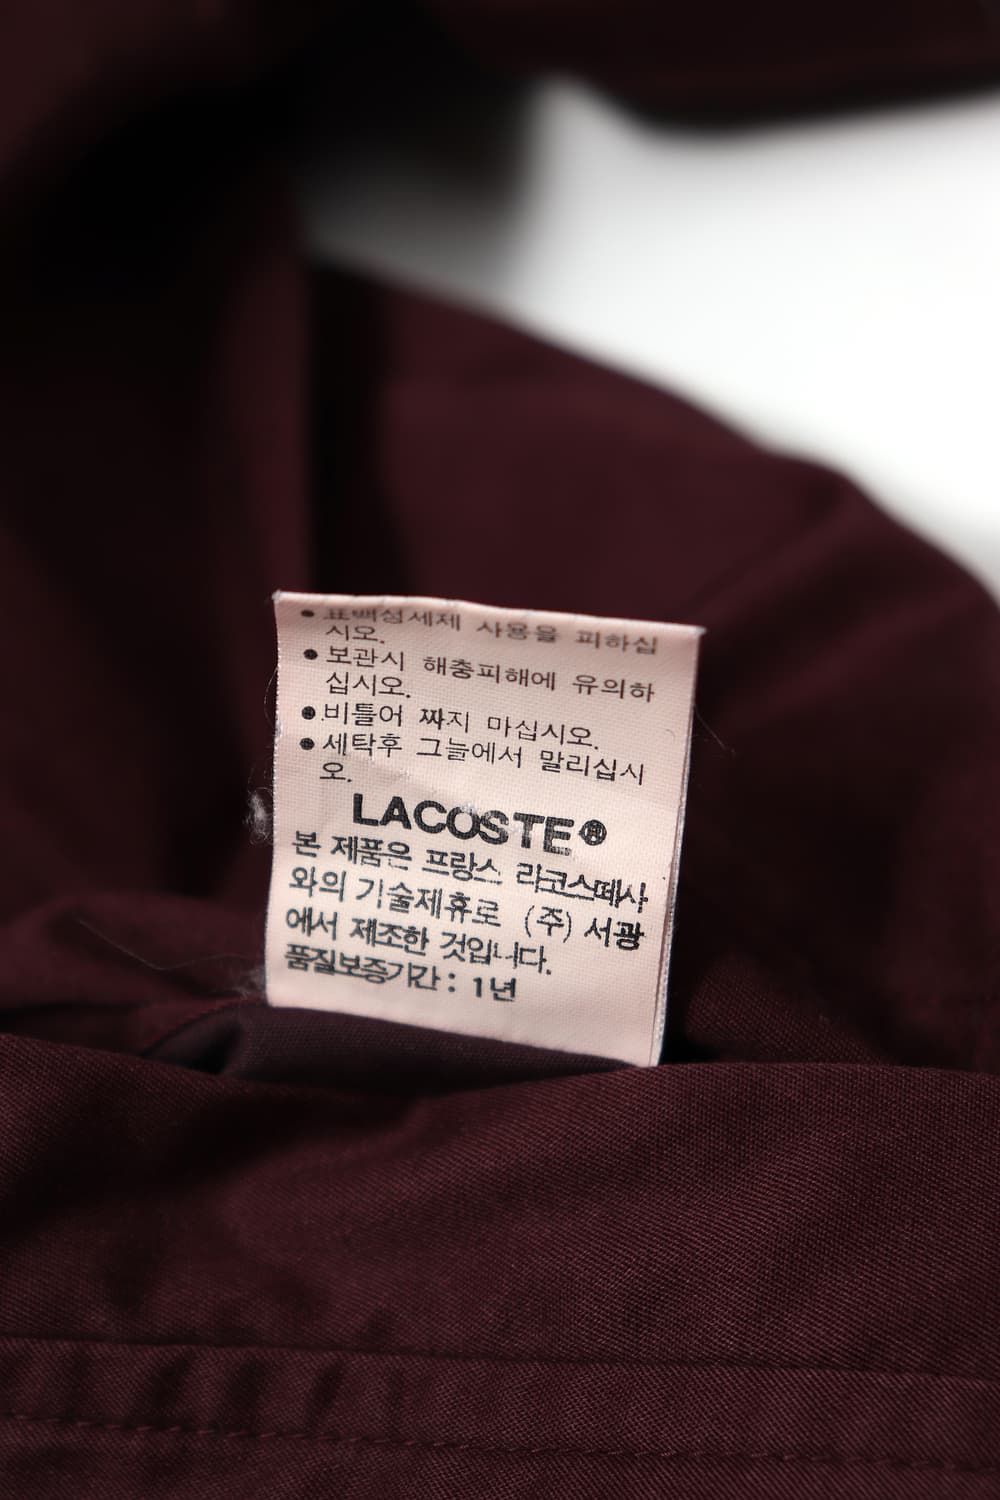 • 표백성세제 사용을 피하십
시오.
• 보관시 해충피해에 유의하
십시오.
• 비틀어 짜지 마십시오.
• 세탁후 그늘에서 말리십시
오.
LACOSTE®
본 제품은 프랑스 라코스떼사
와의 기술제휴로 (주) 서광
에서 제조한 것입니다.
품질보증기간 : 1년